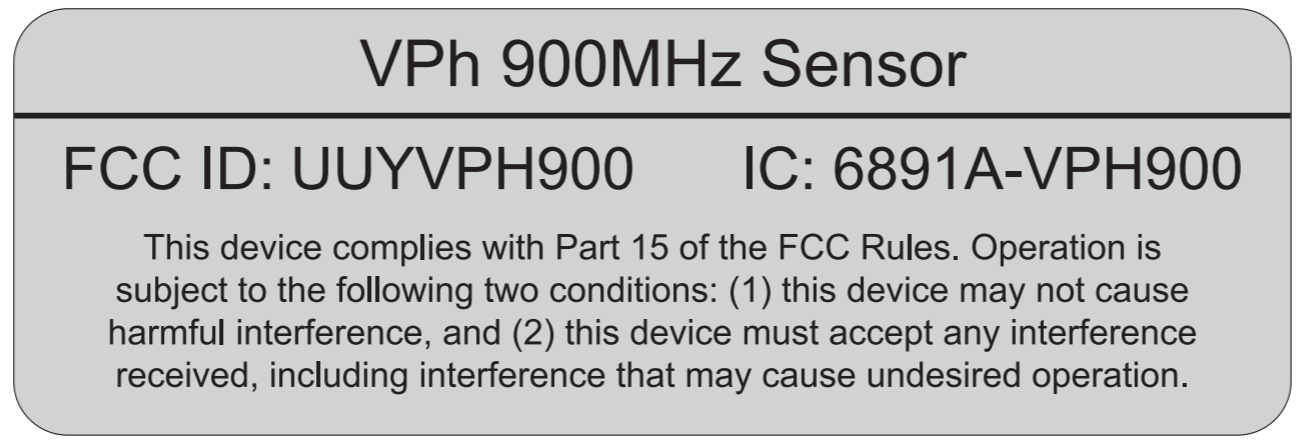 VPh 900MHz Sensor
FCC ID: UUYVPH900 IC: 6891A-VPH900
This device complies with Part 15 of the FCC Rules. Operation is
subject to the following two conditions: (1) this device may not cause
harmful interference, and (2) this device must accept any interference
received, including interference that may cause undesired operation.